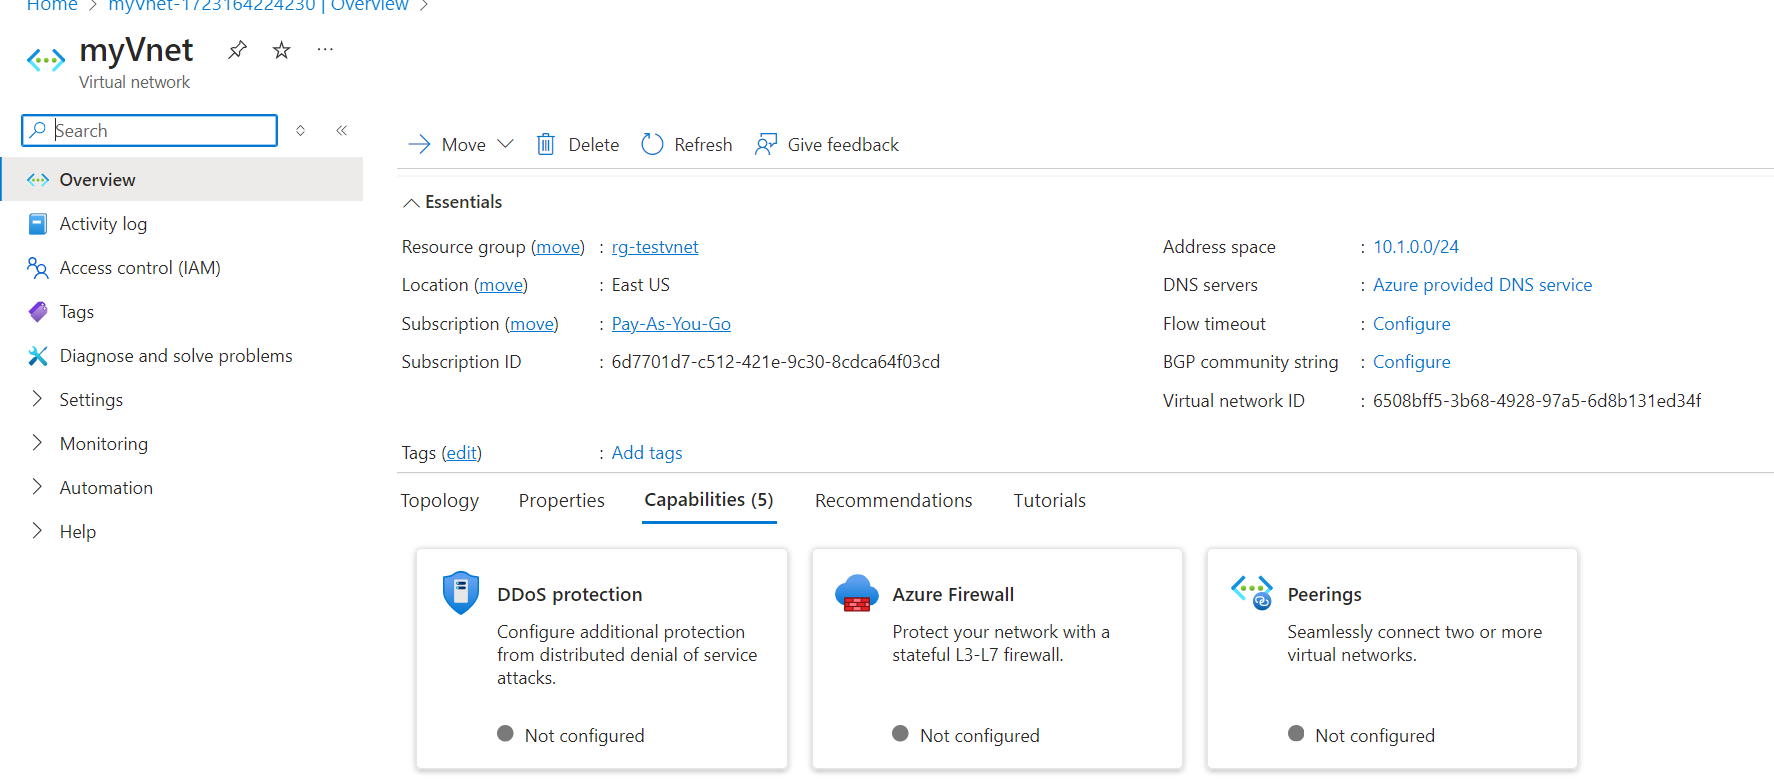 Home > myVnet-1723164224230 | Overview >
myVnet
...
Virtual network
Search
Overview
Activity log
Access control (IAM)
Tags
Diagnose and solve problems
Settings
Monitoring
Automation
Help
Move
Delete
Refresh
Give feedback
Essentials
Resource group (move) : rg-testvnet
Location (move) : East US
Subscription (move) : Pay-As-You-Go
Subscription ID : 6d7701d7-c512-421e-9c30-8cdca64f03cd
Address space : 10.1.0.0/24
DNS servers : Azure provided DNS service
Flow timeout : Configure
BGP community string : Configure
Virtual network ID : 6508bff5-3b68-4928-97a5-6d8b131ed34f
Tags (edit) : Add tags
Topology
Properties
Capabilities (5)
Recommendations
Tutorials
DDoS protection
Configure additional protection
from distributed denial of service
attacks.
Not configured
Azure Firewall
Protect your network with a
stateful L3-L7 firewall.
Not configured
Peerings
Seamlessly connect two or more
virtual networks.
Not configured